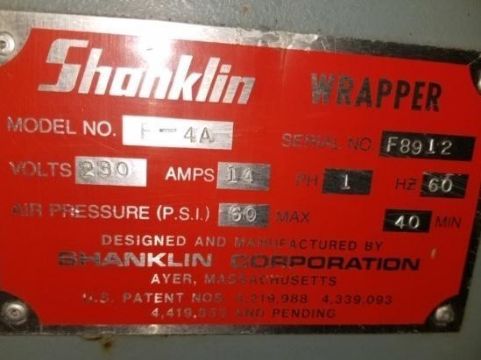 Shanklin WRAPPER
MODEL NO. F-4A
SERIAL NO. F8912
VOLTS 230 AMPS 14 PH 1 HZ 60
AIR PRESSURE (P.S.I.) 60 MAX 40 MIN
DESIGNED AND MANUFACTURED BY
SHANKLIN CORPORATION
AYER, MASSACHUSETTS
U.S. PATENT NOS. 4,219,988 4,339,093
AND PENDING